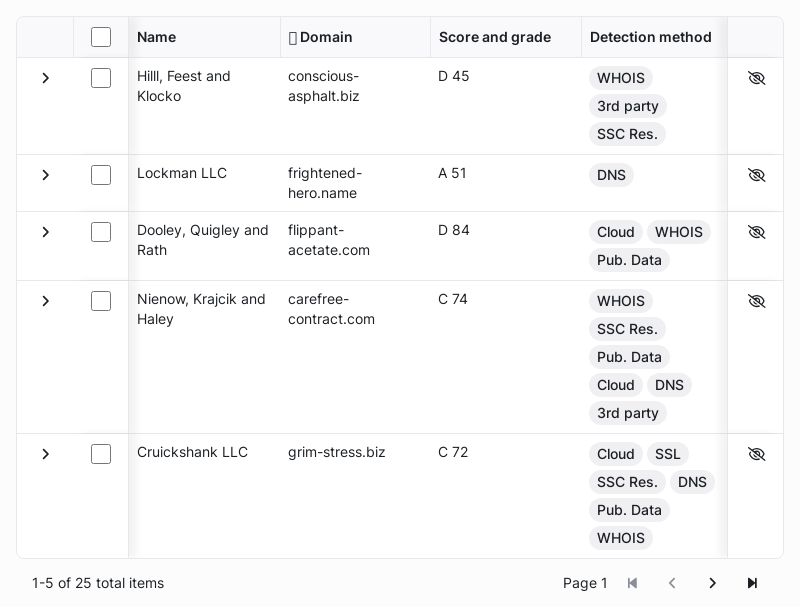 Name Domain Score and grade Detection method
Hilll, Feest and conscious- D 45 WHOIS
Klocko asphalt.biz 3rd party
SSC Res.
Lockman LLC frightened- A 51 DNS
hero.name
Dooley, Quigley and flippant- D 84 Cloud WHOIS
Rath acetate.com Pub. Data
Nienow, Krajcik and carefree- C 74 WHOIS
Haley contract.com SSC Res.
Pub. Data
Cloud DNS
3rd party
Cruickshank LLC grim-stress.biz C 72 Cloud SSL
SSC Res. DNS
Pub. Data
WHOIS
1-5 of 25 total items Page 1